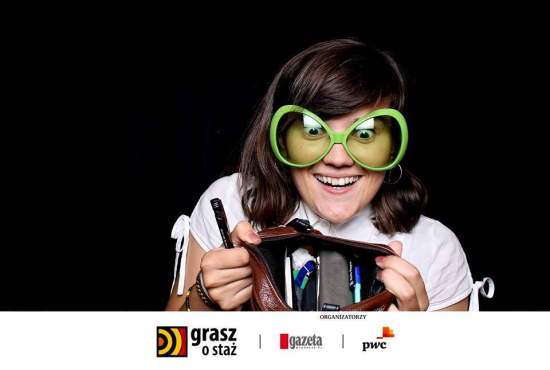 ORGANIZATORZY
grasz
o staż
gazeta
pwc